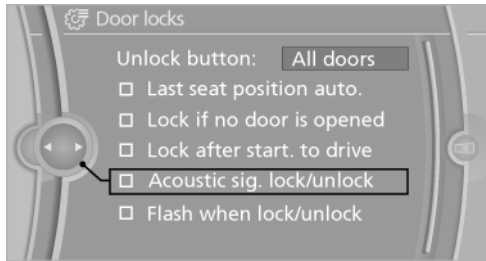 Door locks
Unlock button: All doors
Last seat position auto.
Lock if no door is opened
Lock after start. to drive
Acoustic sig. lock/unlock
Flash when lock/unlock